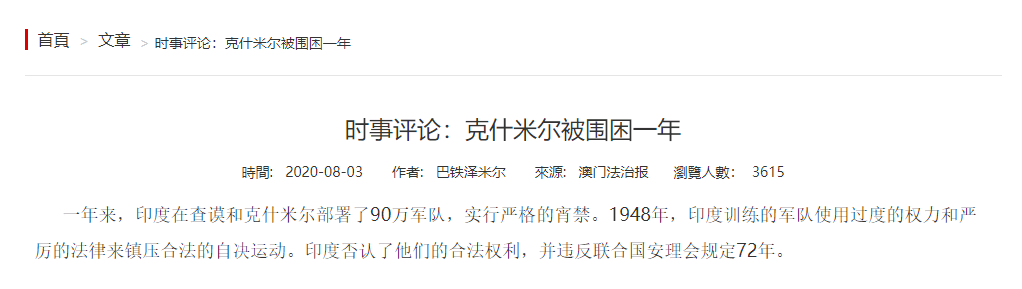 首頁 > 文章 > 时事评论：克什米尔被围困一年
时事评论：克什米尔被围困一年
時間: 2020-08-03 作者: 巴铁泽米尔 來源: 澳门法治报 瀏覽人數: 3615
一年来，印度在查谟和克什米尔部署了90万军队，实行严格的宵禁。1948年，印度训练的军队使用过度的权力和严
厉的法律来镇压合法的自决运动。印度否认了他们的合法权利，并违反联合国安理会规定72年。